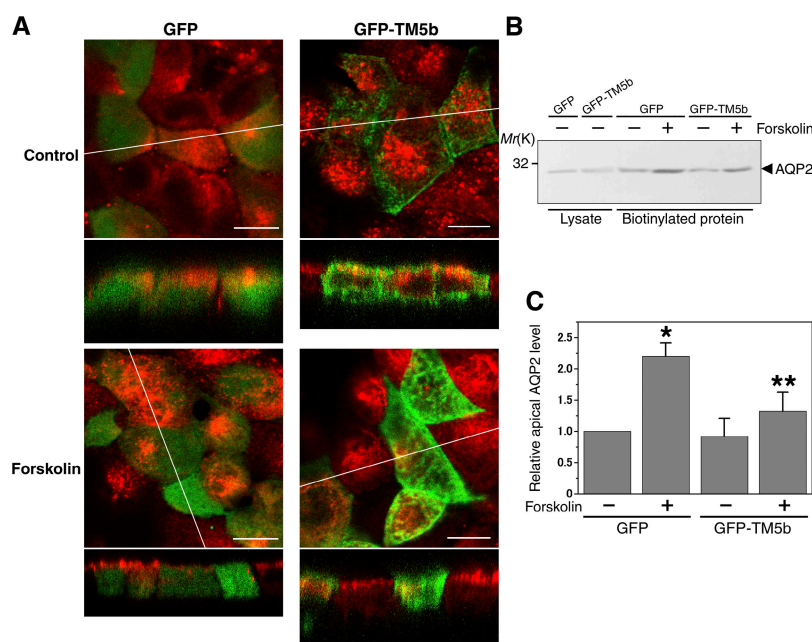 A
GFP
GFP-TM5b
Control
Forskolin
B
GFP
GFP-TM5b
GFP
GFP-TM5b
− − − + − + Forskolin
Mr(K)
32
AQP2
Lysate
Biotinylated protein
C
Relative apical AQP2 level
2.5
2.0
1.5
1.0
0.5
0
*
**
Forskolin − + − +
GFP
GFP-TM5b